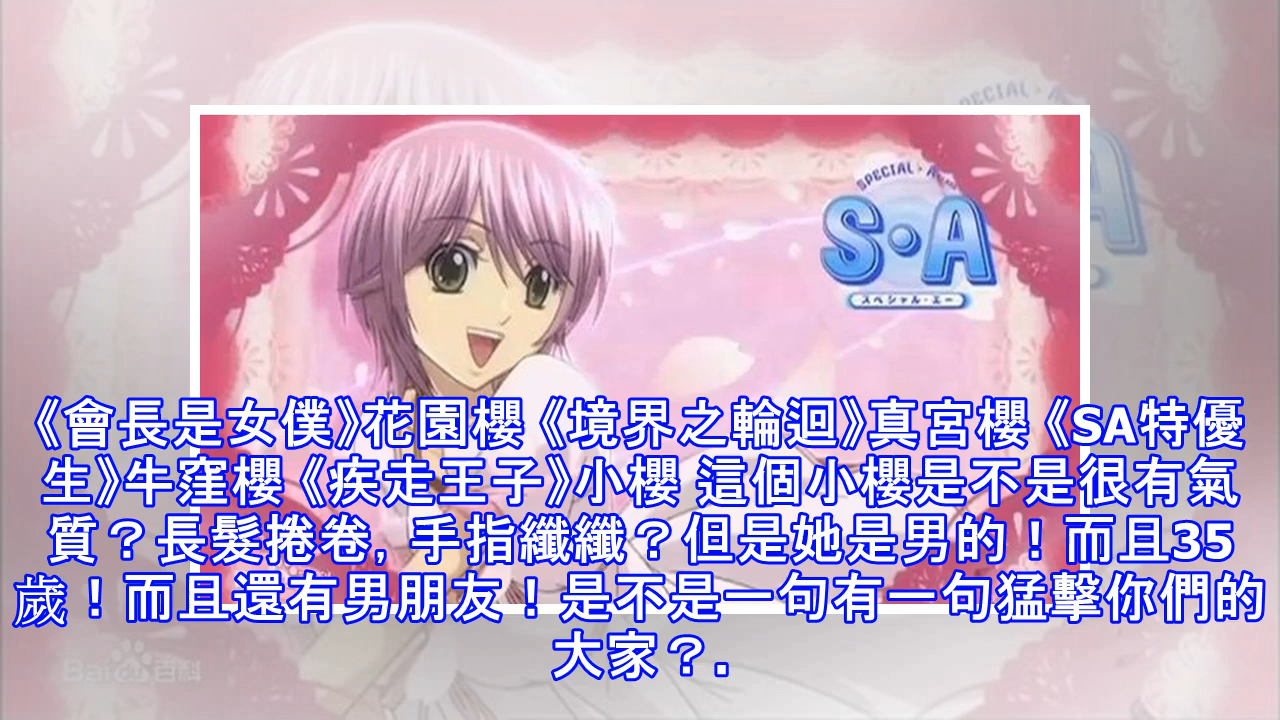 SPECIAL・A
S・A
スペシャル・エー
《會長是女僕》花園櫻《境界之輪迴》真宮櫻《SA特優
生》牛窪櫻《疾走王子》小櫻 這個小櫻是不是很有氣
質？長髮捲卷, 手指纖纖？但是她是男的！而且35
歲！而且還有男朋友！是不是一句有一句猛擊你們的
大家？.
Bai du 百科